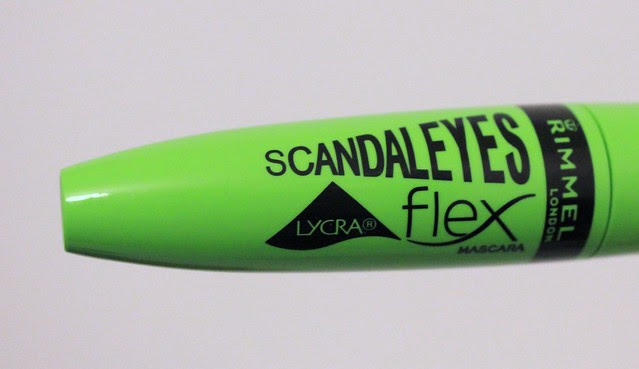 SCANDALEYES
LYCRA®
flex
MASCARA
RIMMEL
LONDON